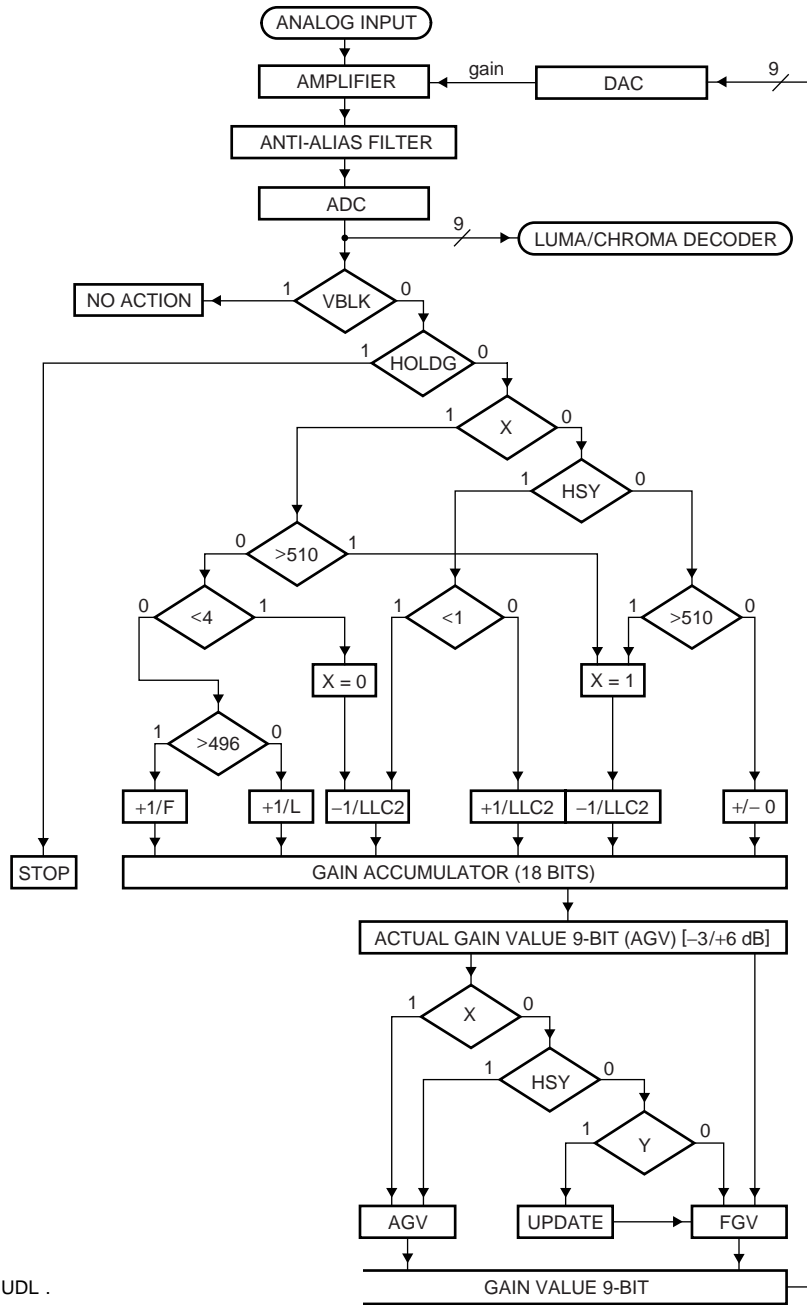 ANALOG INPUT
AMPLIFIER
gain
DAC
9
ANTI-ALIAS FILTER
ADC
9
LUMA/CHROMA DECODER
NO ACTION
1
VBLK
0
1
HOLDG
0
1
X
0
1
HSY
0
0
>510
1
0
<4
1
1
<1
0
1
>510
0
X = 0
X = 1
1
>496
0
+1/F
+1/L
−1/LLC2
+1/LLC2
−1/LLC2
+/− 0
STOP
GAIN ACCUMULATOR (18 BITS)
ACTUAL GAIN VALUE 9-BIT (AGV) [−3/+6 dB]
1
X
0
1
HSY
0
1
Y
0
AGV
UPDATE
FGV
UDL .
GAIN VALUE 9-BIT